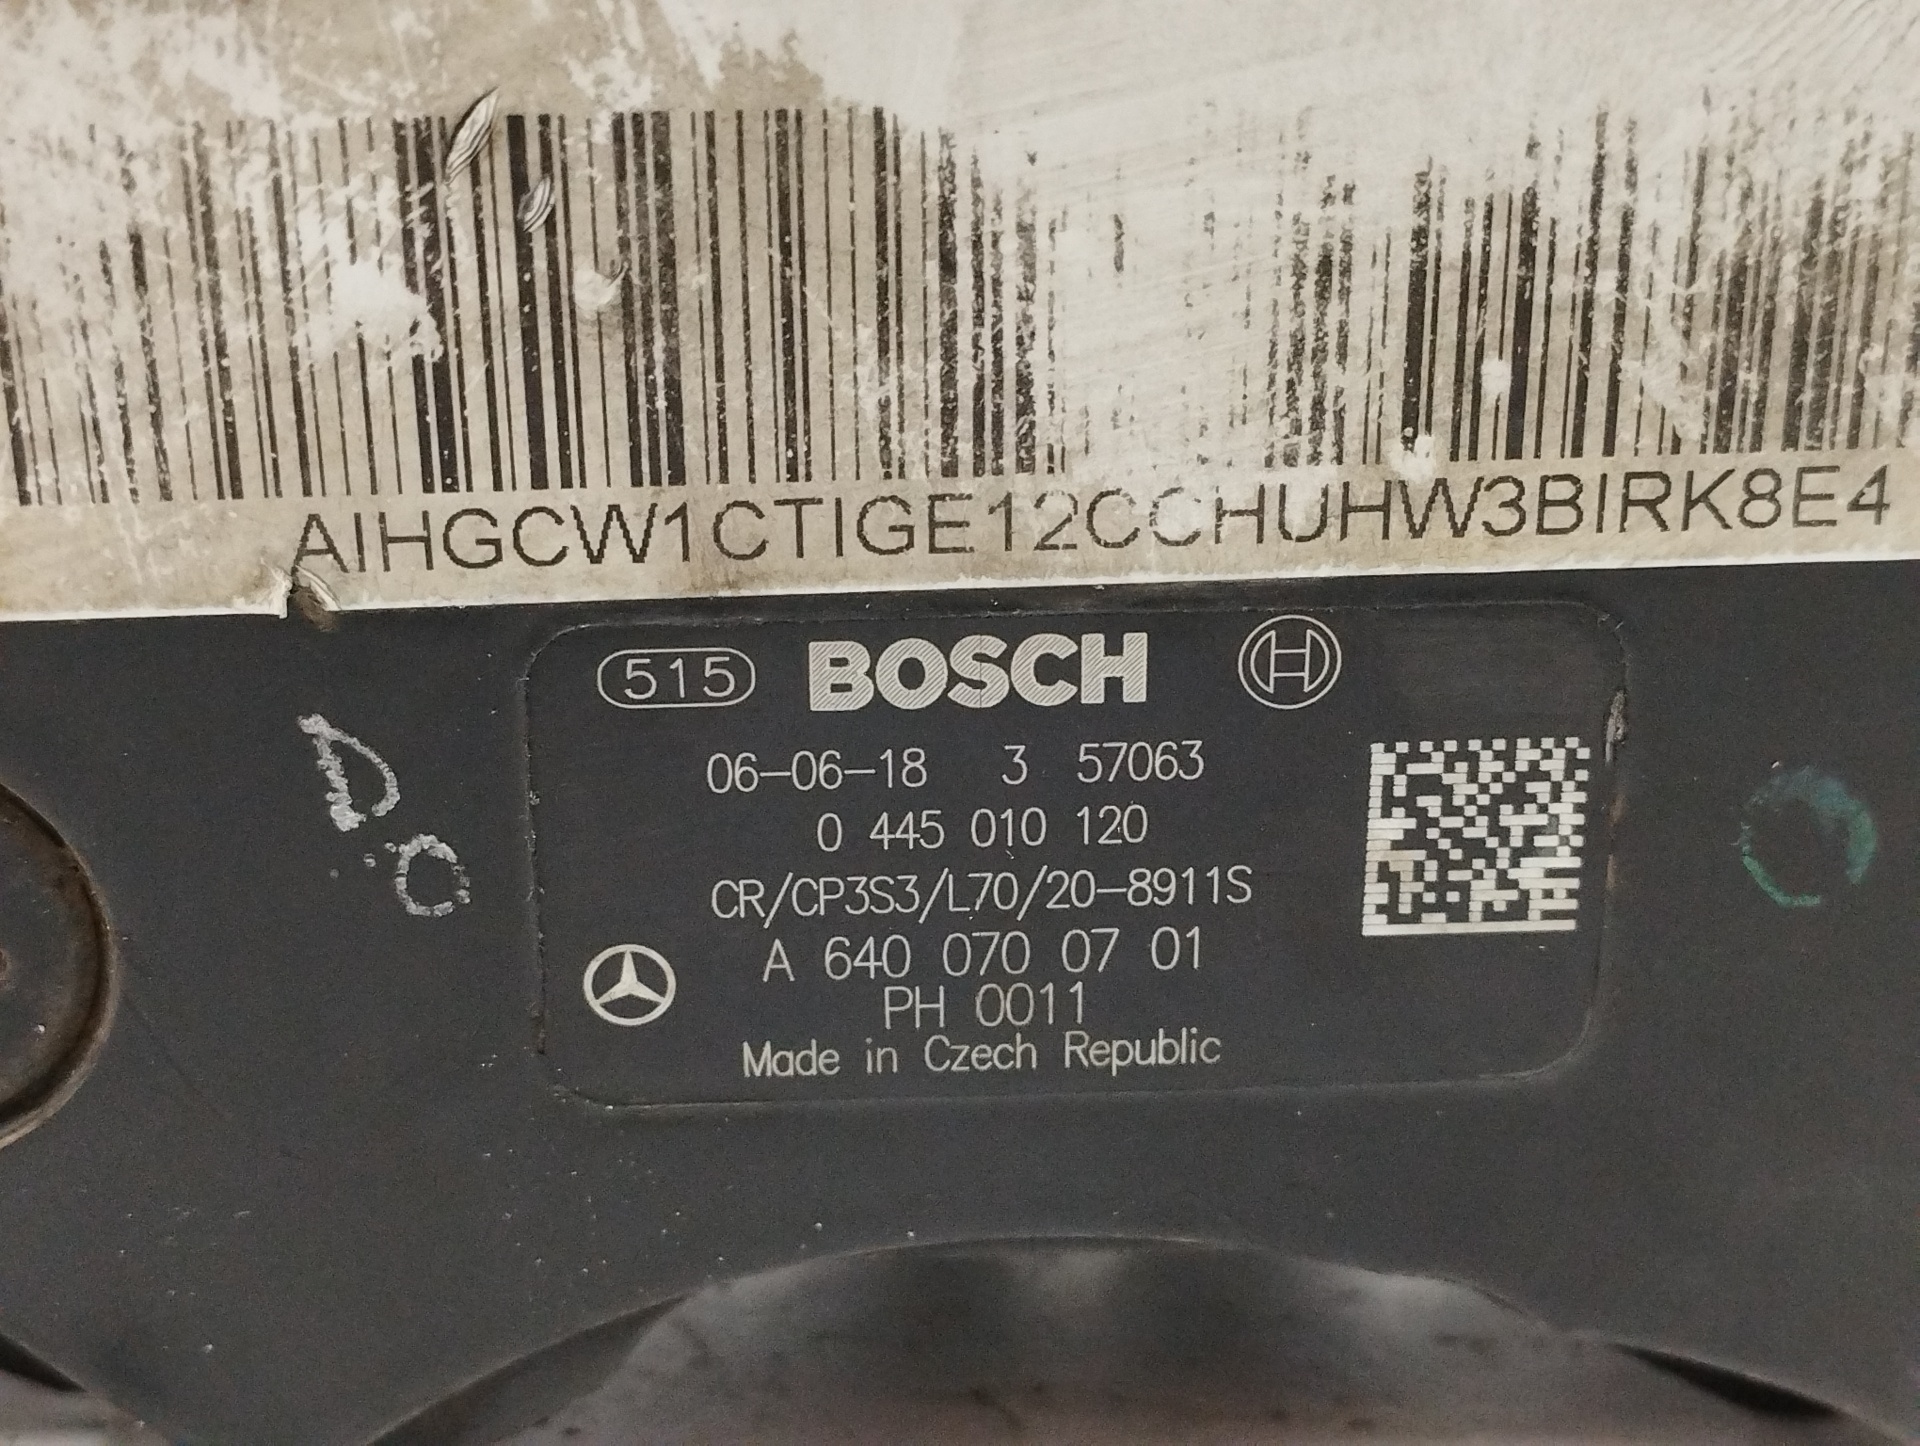 AIHGCW1CTIGE12CCHUHW3BIRK8E4
515 BOSCH
06-06-18 3 57063
0 445 010 120
CR/CP3S3/L70/20-8911S
A 640 070 07 01
PH 0011
Made in Czech Republic
D
O